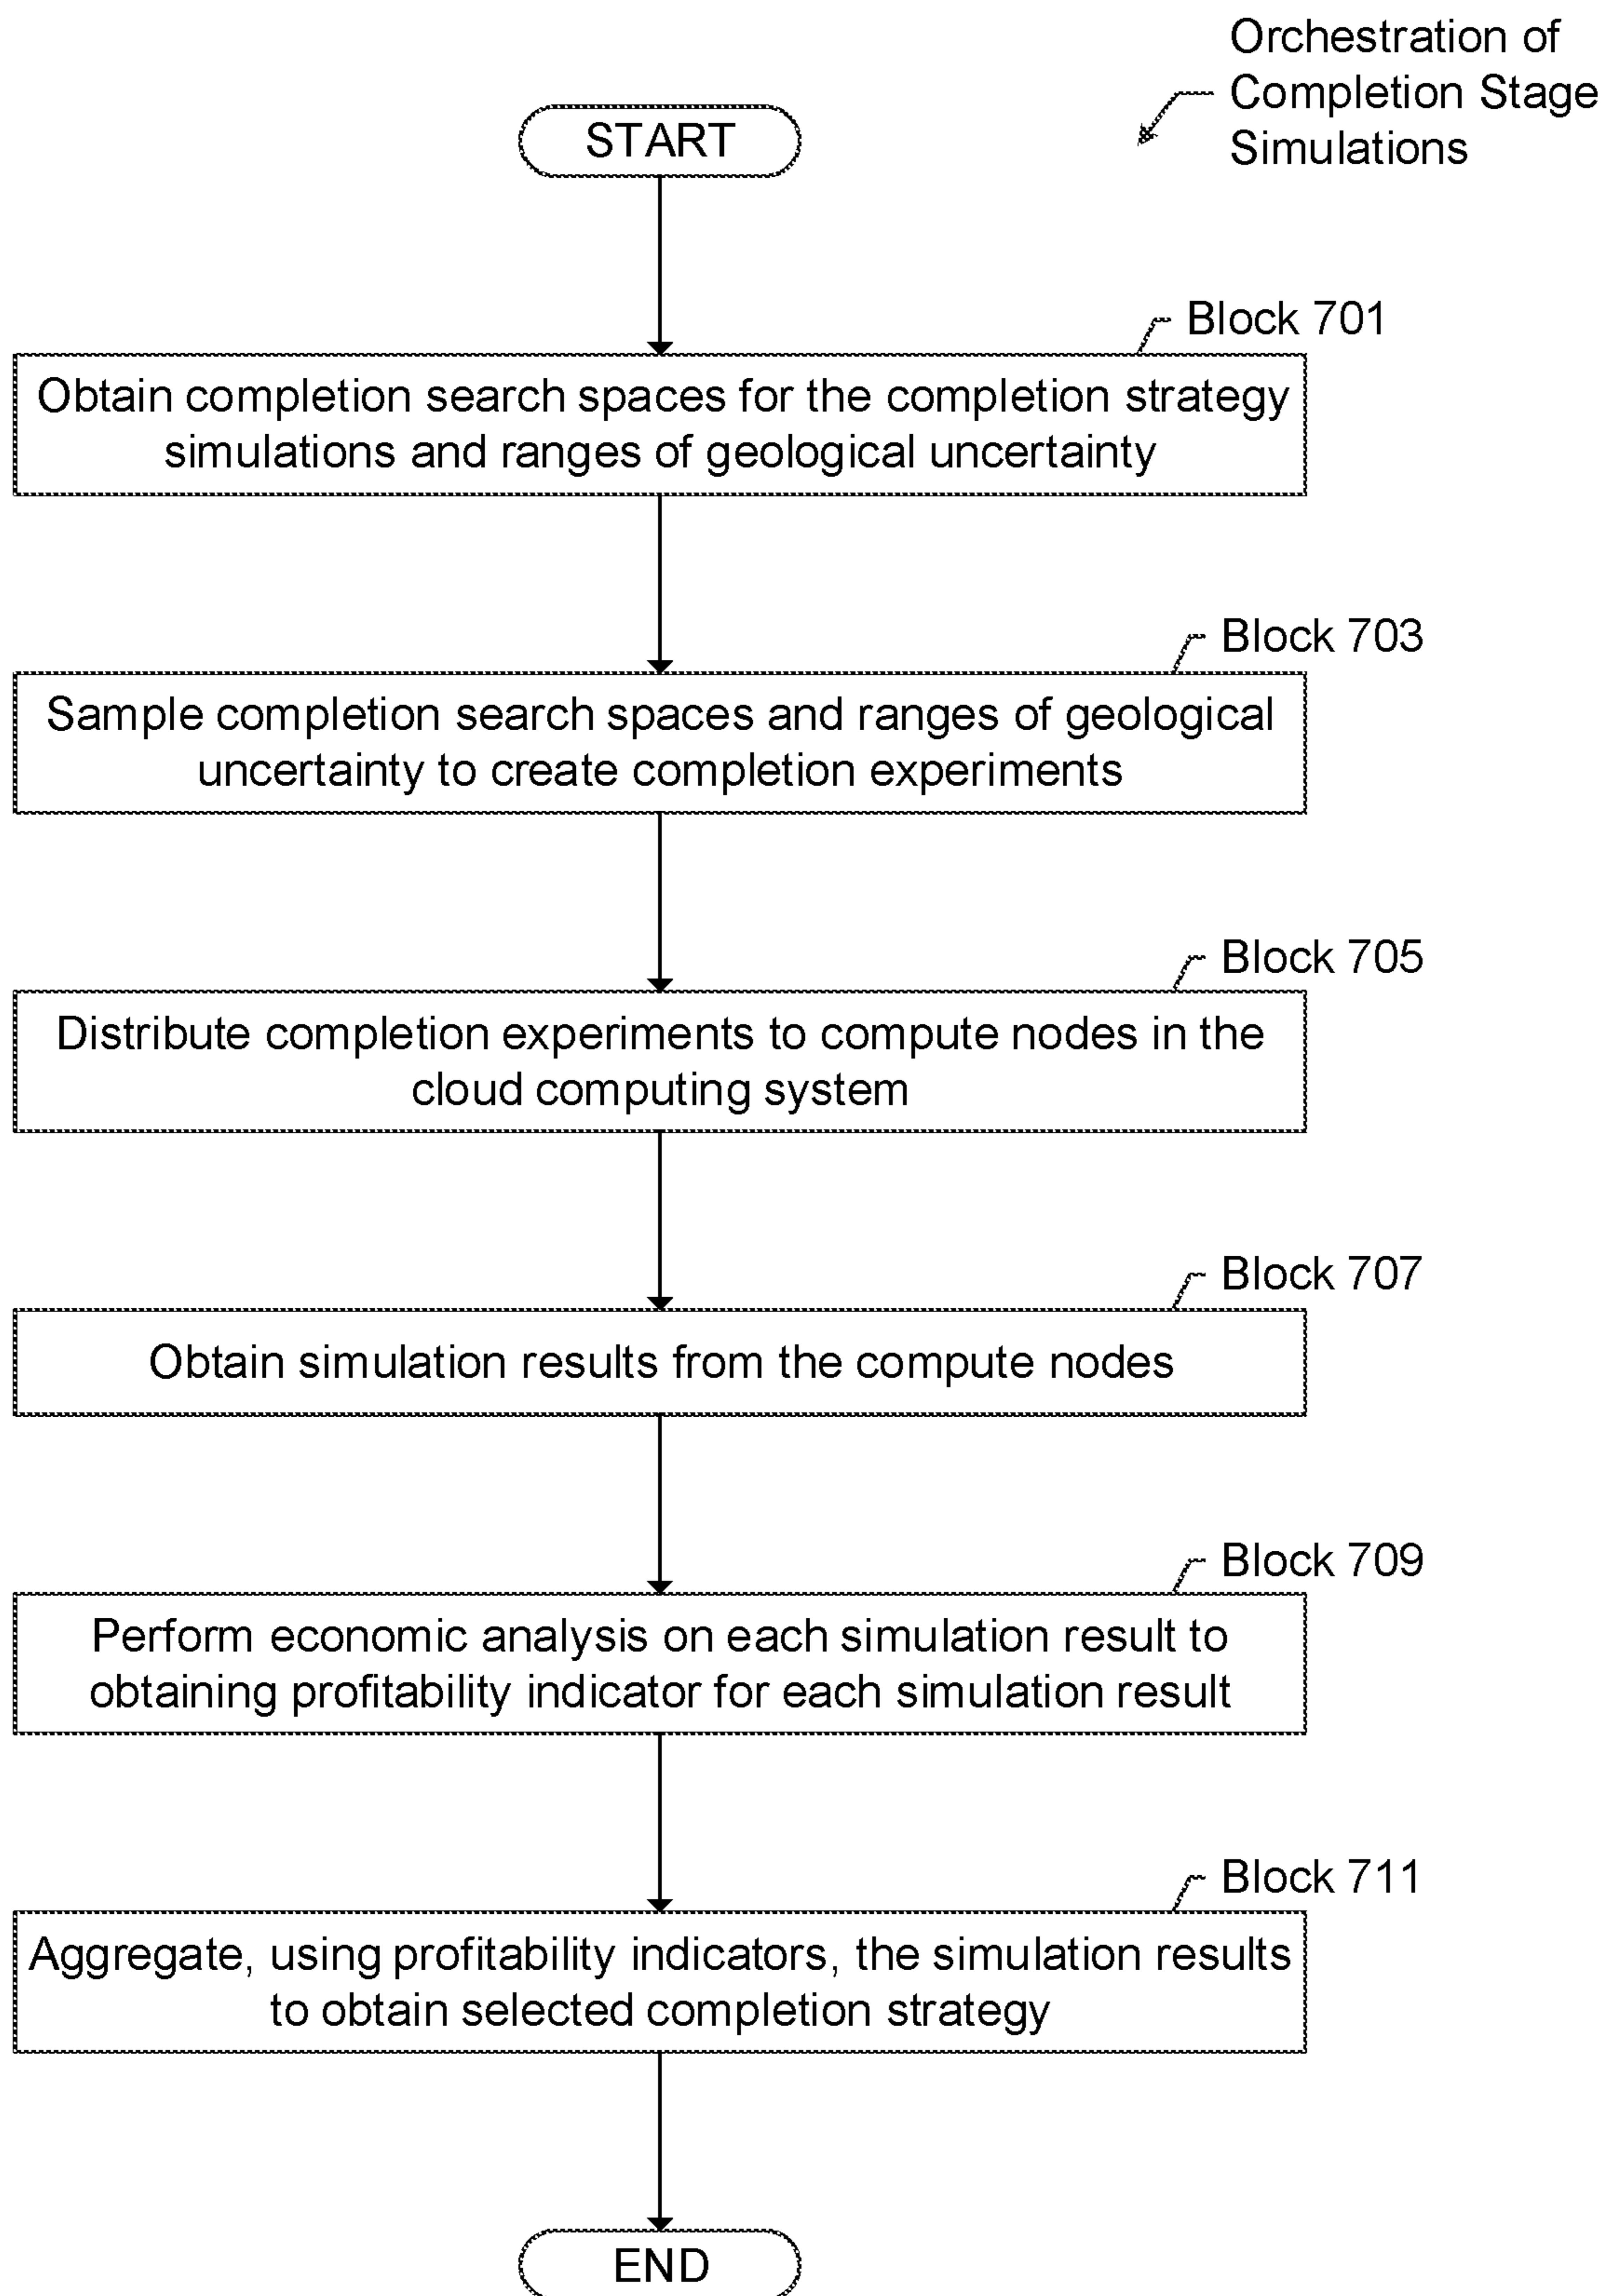 Orchestration of
Completion Stage
Simulations
START
Block 701
Obtain completion search spaces for the completion strategy
simulations and ranges of geological uncertainty
Block 703
Sample completion search spaces and ranges of geological
uncertainty to create completion experiments
Block 705
Distribute completion experiments to compute nodes in the
cloud computing system
Block 707
Obtain simulation results from the compute nodes
Block 709
Perform economic analysis on each simulation result to
obtaining profitability indicator for each simulation result
Block 711
Aggregate, using profitability indicators, the simulation results
to obtain selected completion strategy
END